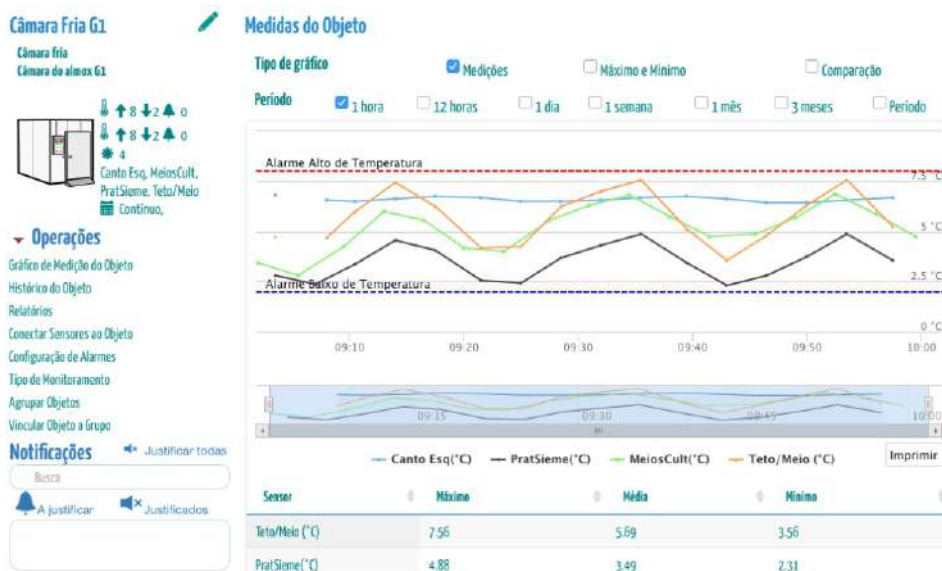 Câmara Fria G1
Câmara fria
Câmara do almox G1
8 2 0
8 2 0
4
Canto Esq, MeiosCult,
PratSieme, Teto/Meio
Contínuo,
Operações
Gráfico de Medição do Objeto
Histórico do Objeto
Relatórios
Conectar Sensores ao Objeto
Configuração de Alarmes
Tipo de Monitoramento
Agrupar Objetos
Vincular Objeto a Grupo
Notificações Justificar todas
Busca
A justificar Justificados
Medidas do Objeto
Tipo de gráfico Medições Máximo e Mínimo Comparação
Período 1 hora 12 horas 1 dia 1 semana 1 mês 3 meses Período
Alarme Alto de Temperatura
7.5 °C
5 °C
2.5 °C
Alarme Baixo de Temperatura
0 °C
09:10 09:20 09:30 09:40 09:50 10:00
09:15 09:30 09:45 10:00
Canto Esq(°C) PratSieme(°C) MeiosCult(°C) Teto/Meio (°C) Imprimir
Sensor Máximo Média Mínimo
Teto/Meio (°C) 7.56 5.69 3.56
PratSieme(°C) 4.88 3.49 2.31